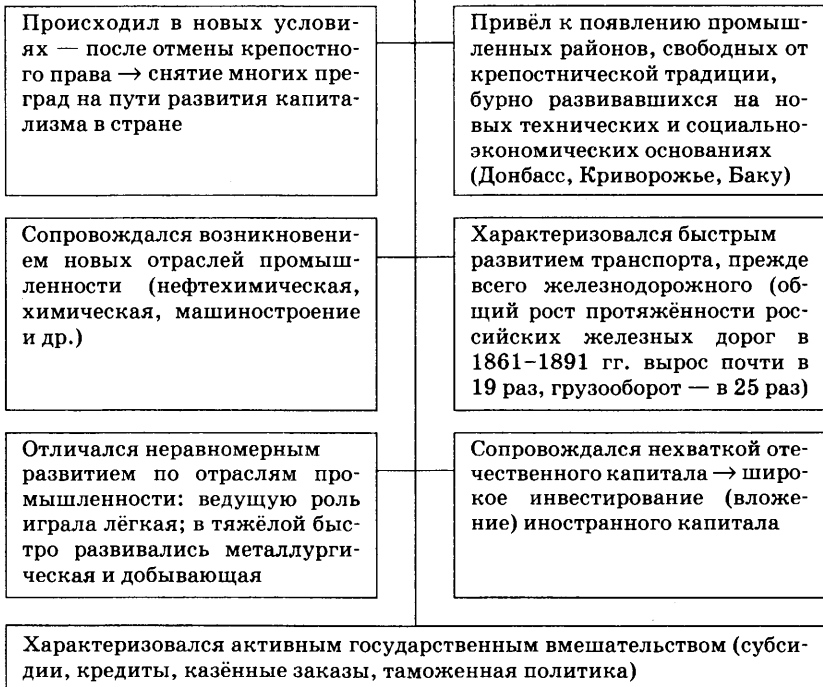 Происходил в новых услови-
ях — после отмены крепостно-
го права → снятие многих пре-
град на пути развития капита-
лизма в стране
Привёл к появлению промыш-
ленных районов, свободных от
крепостнической традиции,
бурно развивавшихся на но-
вых технических и социально-
экономических основаниях
(Донбасс, Криворожье, Баку)
Сопровождался возникновени-
ем новых отраслей промыш-
ленности (нефтехимическая,
химическая, машиностроение
и др.)
Характеризовался быстрым
развитием транспорта, прежде
всего железнодорожного (об-
щий рост протяжённости рос-
сийских железных дорог в
1861–1891 гг. вырос почти в
19 раз, грузооборот — в 25 раз)
Отличался неравномерным
развитием по отраслям про-
мышленности: ведущую роль
играла лёгкая; в тяжёлой быс-
тро развивались металлурги-
ческая и добывающая
Сопровождался нехваткой оте-
чественного капитала → широ-
кое инвестирование (вложе-
ние) иностранного капитала
Характеризовался активным государственным вмешательством (субси-
дии, кредиты, казённые заказы, таможенная политика)